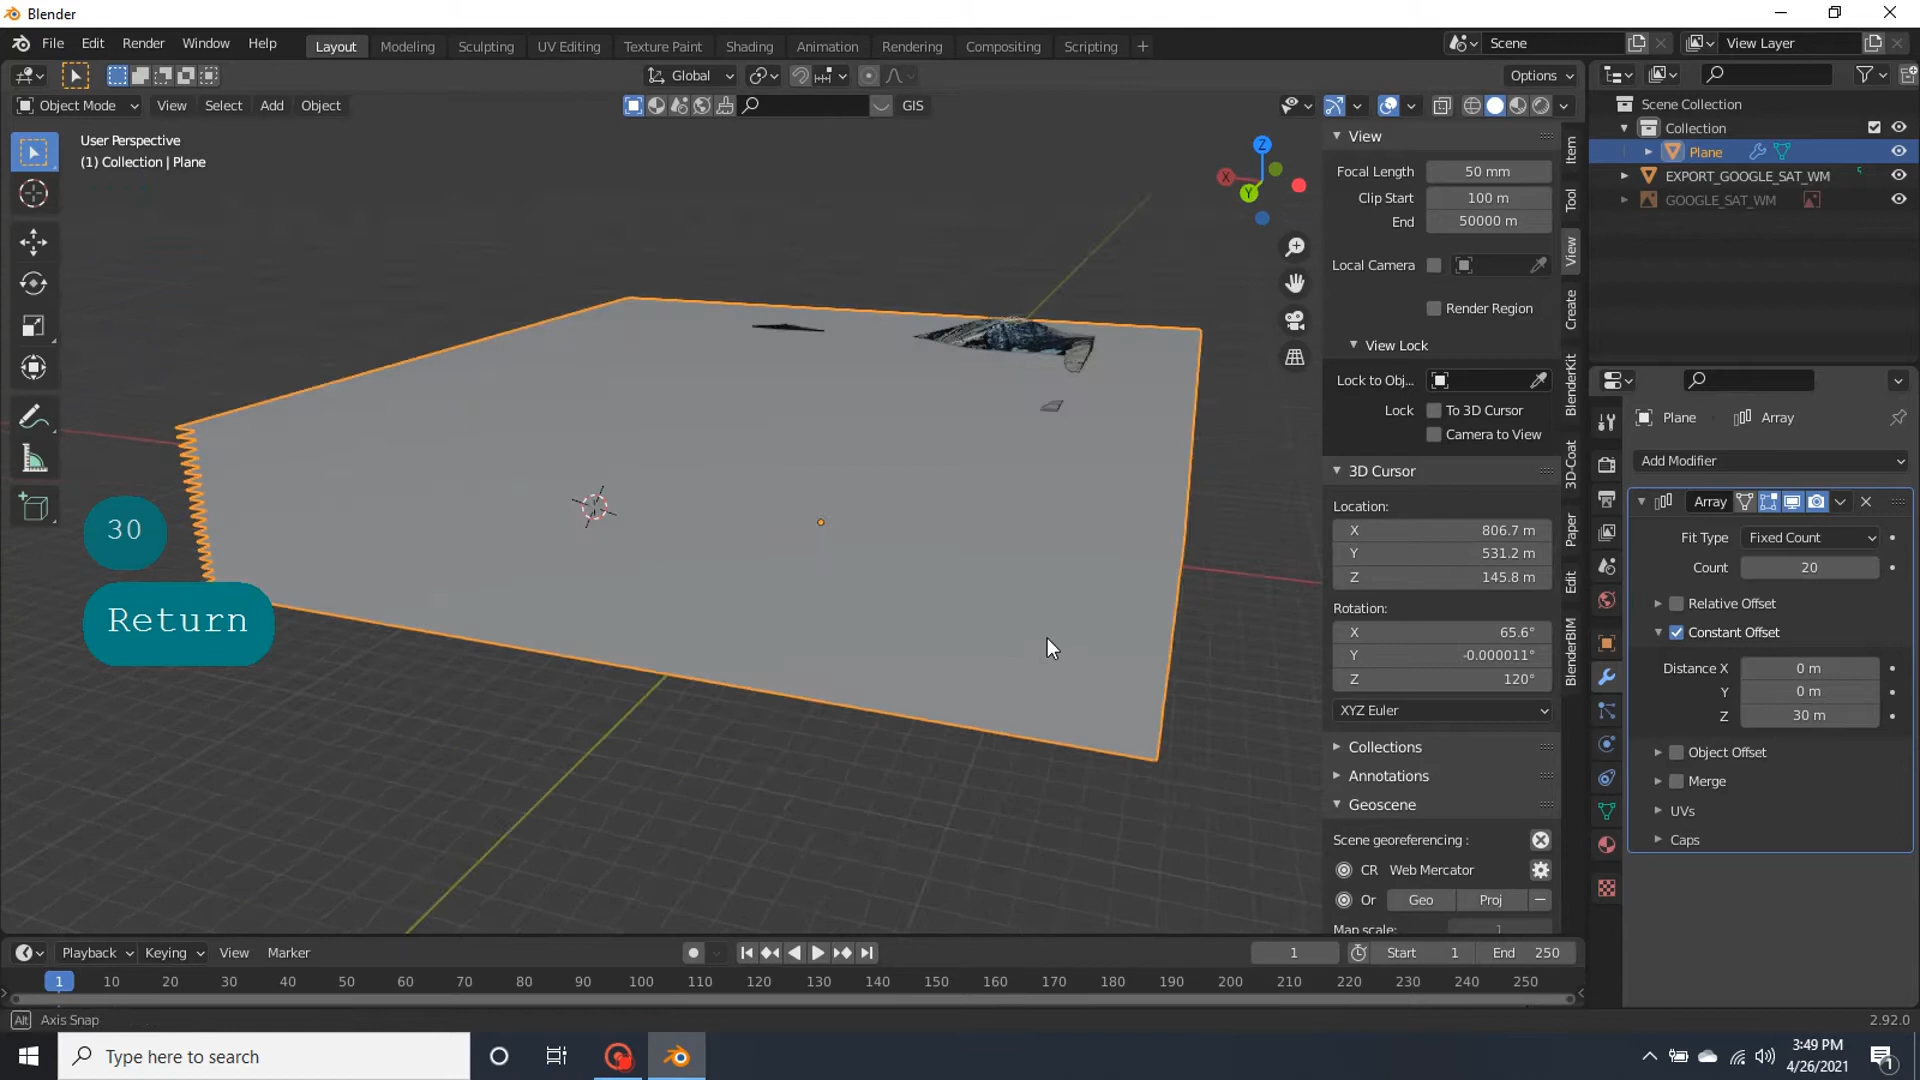 Blender
File Edit Render Window Help
Layout Modeling Sculpting UV Editing Texture Paint Shading Animation Rendering Compositing Scripting +
Scene
View Layer
Global
Options
Object Mode View Select Add Object
GIS
User Perspective
(1) Collection | Plane
X
Y
Z
30
Return
View
Focal Length 50 mm
Clip Start 100 m
End 50000 m
Local Camera
Render Region
View Lock
Lock to Obj...
Lock To 3D Cursor
Camera to View
3D Cursor
Location:
X 806.7 m
Y 531.2 m
Z 145.8 m
Rotation:
X 65.6°
Y -0.000011°
Z 120°
XYZ Euler
Collections
Annotations
Geoscene
Scene georeferencing :
CR Web Mercator
Or Geo Proj
Map scale: 1
Item
Tool
View
Create
BlenderKit
3D-Coat
Paper
Edit
BlenderBIM
Scene Collection
Collection
Plane
EXPORT_GOOGLE_SAT_WM
GOOGLE_SAT_WM
Plane Array
Add Modifier
Array
Fit Type Fixed Count
Count 20
Relative Offset
Constant Offset
Distance X 0 m
Y 0 m
Z 30 m
Object Offset
Merge
UVs
Caps
Playback Keying View Marker
1 Start 1 End 250
1 10 20 30 40 50 60 70 80 90 100 110 120 130 140 150 160 170 180 190 200 210 220 230 240 250
Alt Axis Snap
2.92.0
Type here to search
3:49 PM
4/26/2021
1